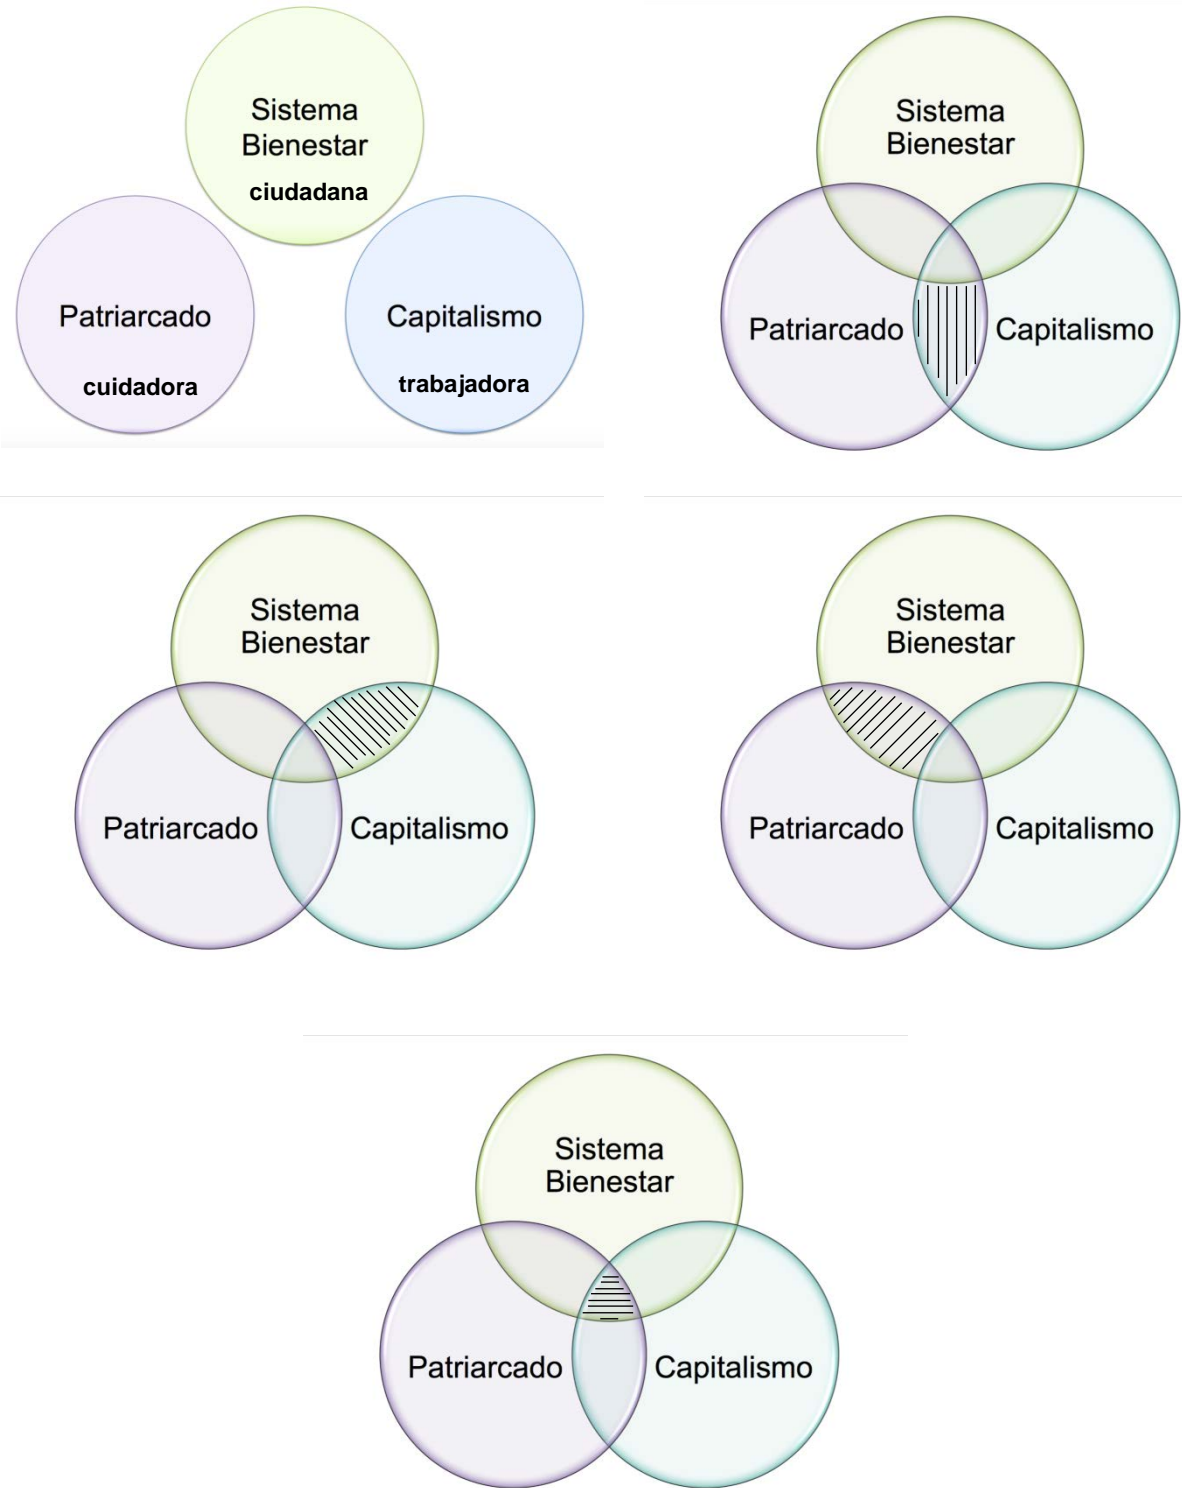 Sistema
Bienestar
ciudadana
Patriarcado
cuidadora
Capitalismo
trabajadora
Sistema
Bienestar
Patriarcado
Capitalismo
Sistema
Bienestar
Patriarcado
Capitalismo
Sistema
Bienestar
Patriarcado
Capitalismo
Sistema
Bienestar
Patriarcado
Capitalismo